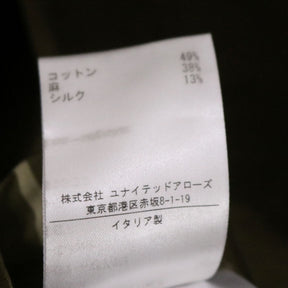 コットン 49%
麻 38%
シルク 13%
株式会社 ユナイテッドアローズ
東京都港区赤坂8-1-19
イタリア製